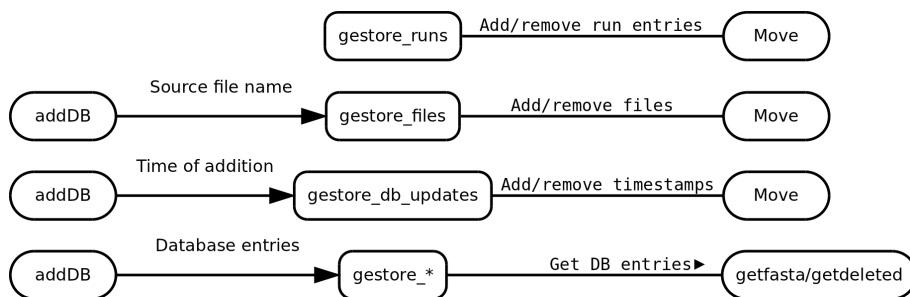 gestore_runs Add/remove run entries Move
Source file name
addDB gestore_files Add/remove files Move
Time of addition
addDB gestore_db_updates Add/remove timestamps Move
Database entries
addDB gestore_* Get DB entries▶ getfasta/getdeleted